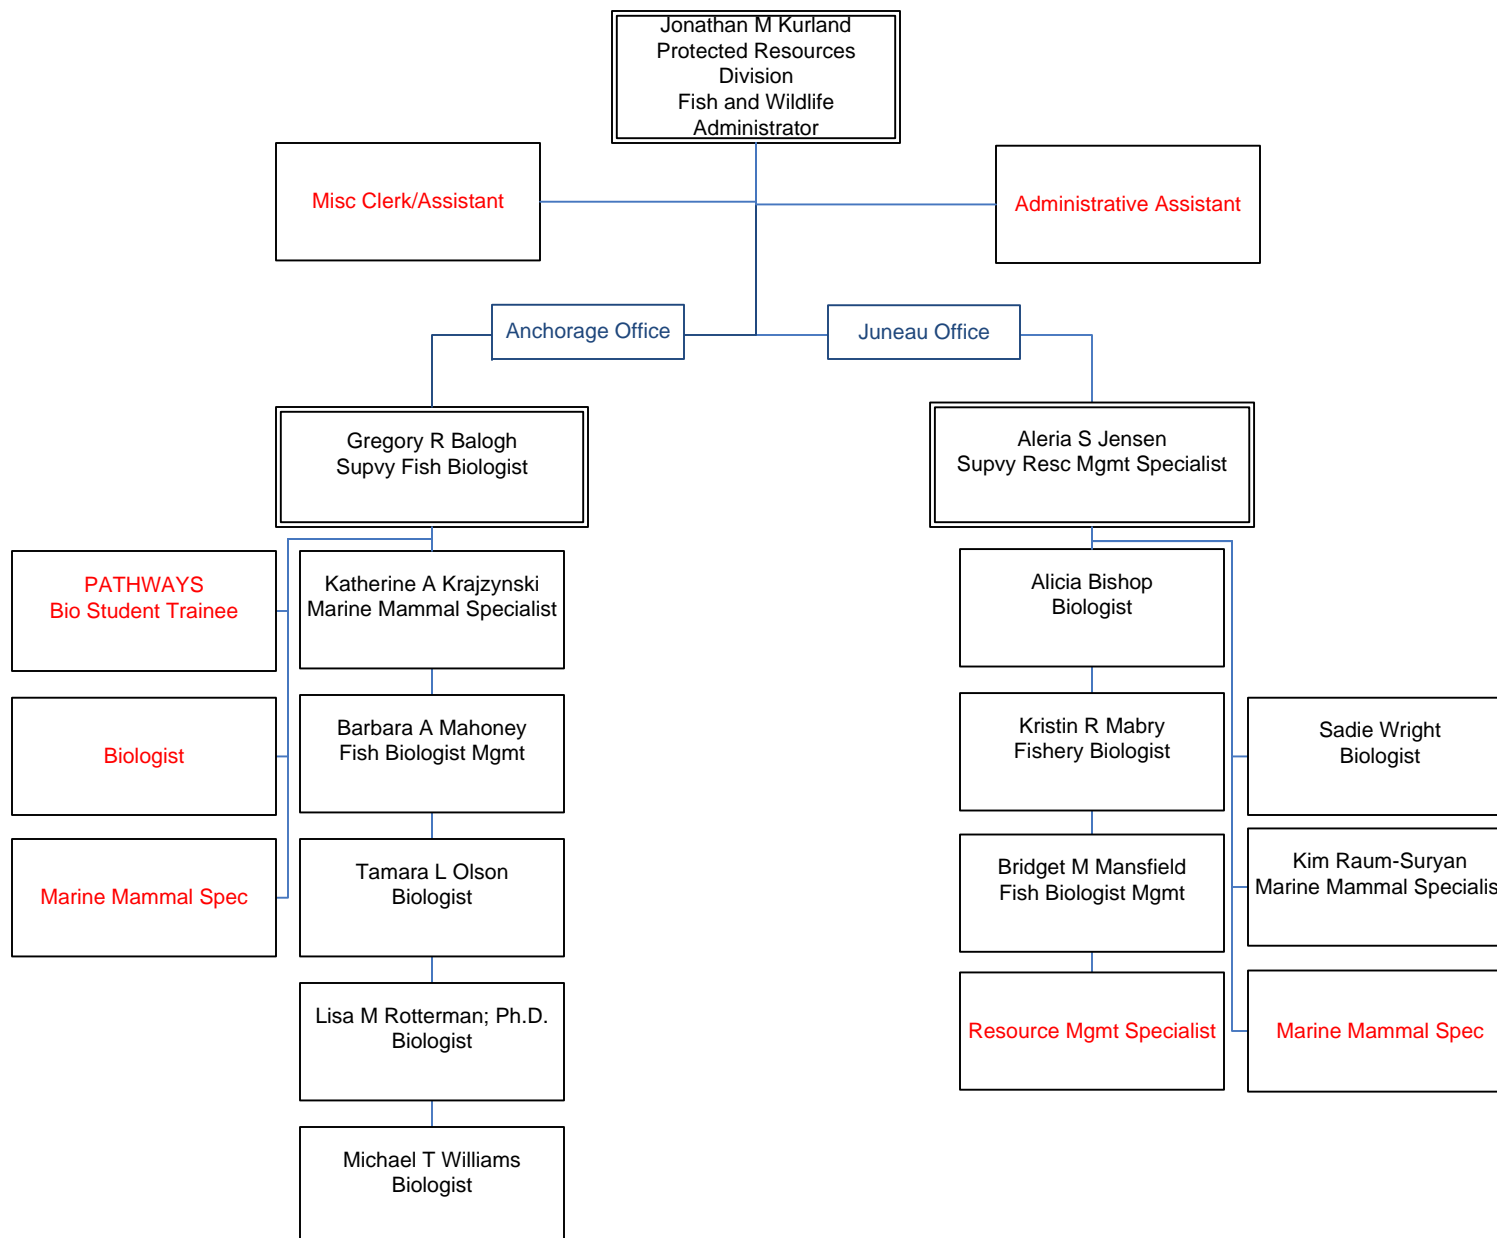 Jonathan M Kurland
Protected Resources
Division
Fish and Wildlife
Administrator
Misc Clerk/Assistant
Administrative Assistant
Anchorage Office
Juneau Office
Gregory R Balogh
Supvy Fish Biologist
Aleria S Jensen
Supvy Resc Mgmt Specialist
PATHWAYS
Bio Student Trainee
Biologist
Marine Mammal Spec
Katherine A Krajzynski
Marine Mammal Specialist
Barbara A Mahoney
Fish Biologist Mgmt
Tamara L Olson
Biologist
Lisa M Rotterman; Ph.D.
Biologist
Michael T Williams
Biologist
Alicia Bishop
Biologist
Kristin R Mabry
Fishery Biologist
Bridget M Mansfield
Fish Biologist Mgmt
Resource Mgmt Specialist
Sadie Wright
Biologist
Kim Raum-Suryan
Marine Mammal Specialis
Marine Mammal Spec